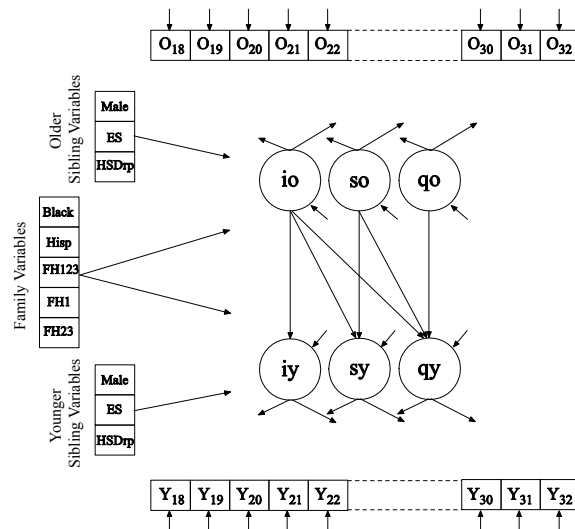 O18 O19 O20 O21 O22 O30 O31 O32
Older
Sibling Variables
Male
ES
HSDrp
io so qo
Family Variables
Black
Hisp
FH123
FH1
FH23
iy sy qy
Younger
Sibling Variables
Male
ES
HSDrp
Y18 Y19 Y20 Y21 Y22 Y30 Y31 Y32